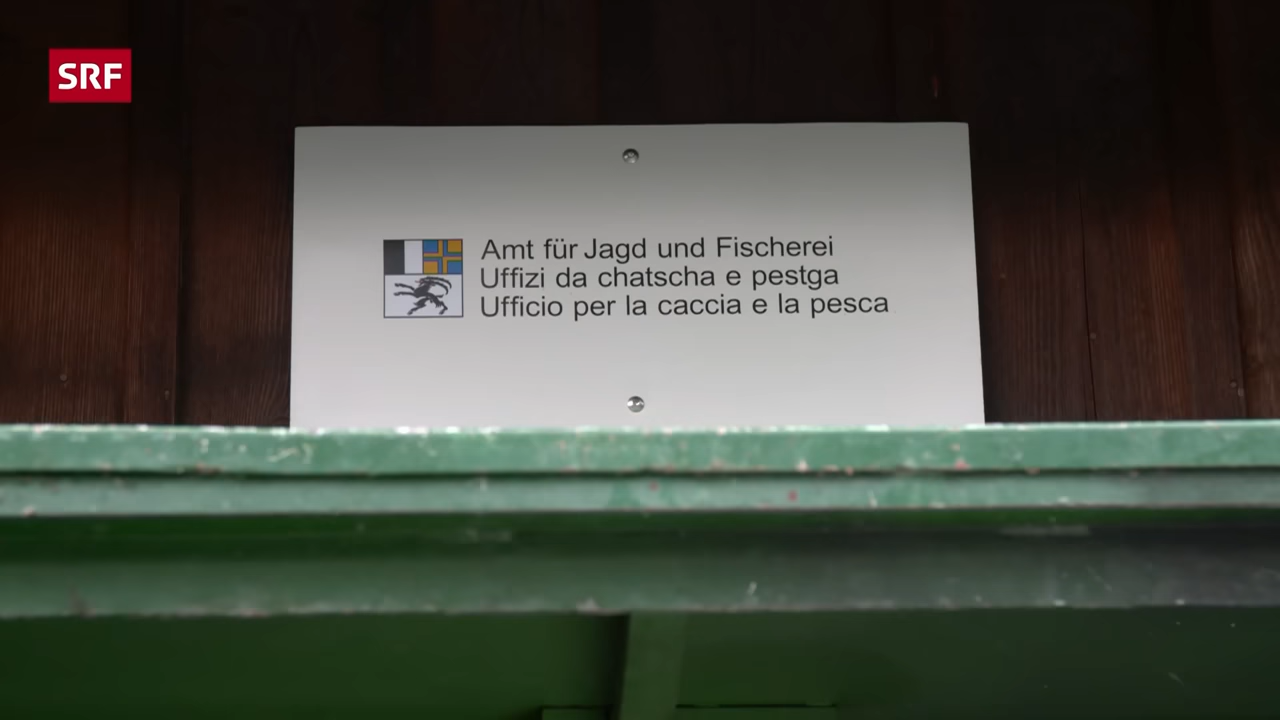 SRF
Amt für Jagd und Fischerei
Uffizi da chatscha e pestga
Ufficio per la caccia e la pesca